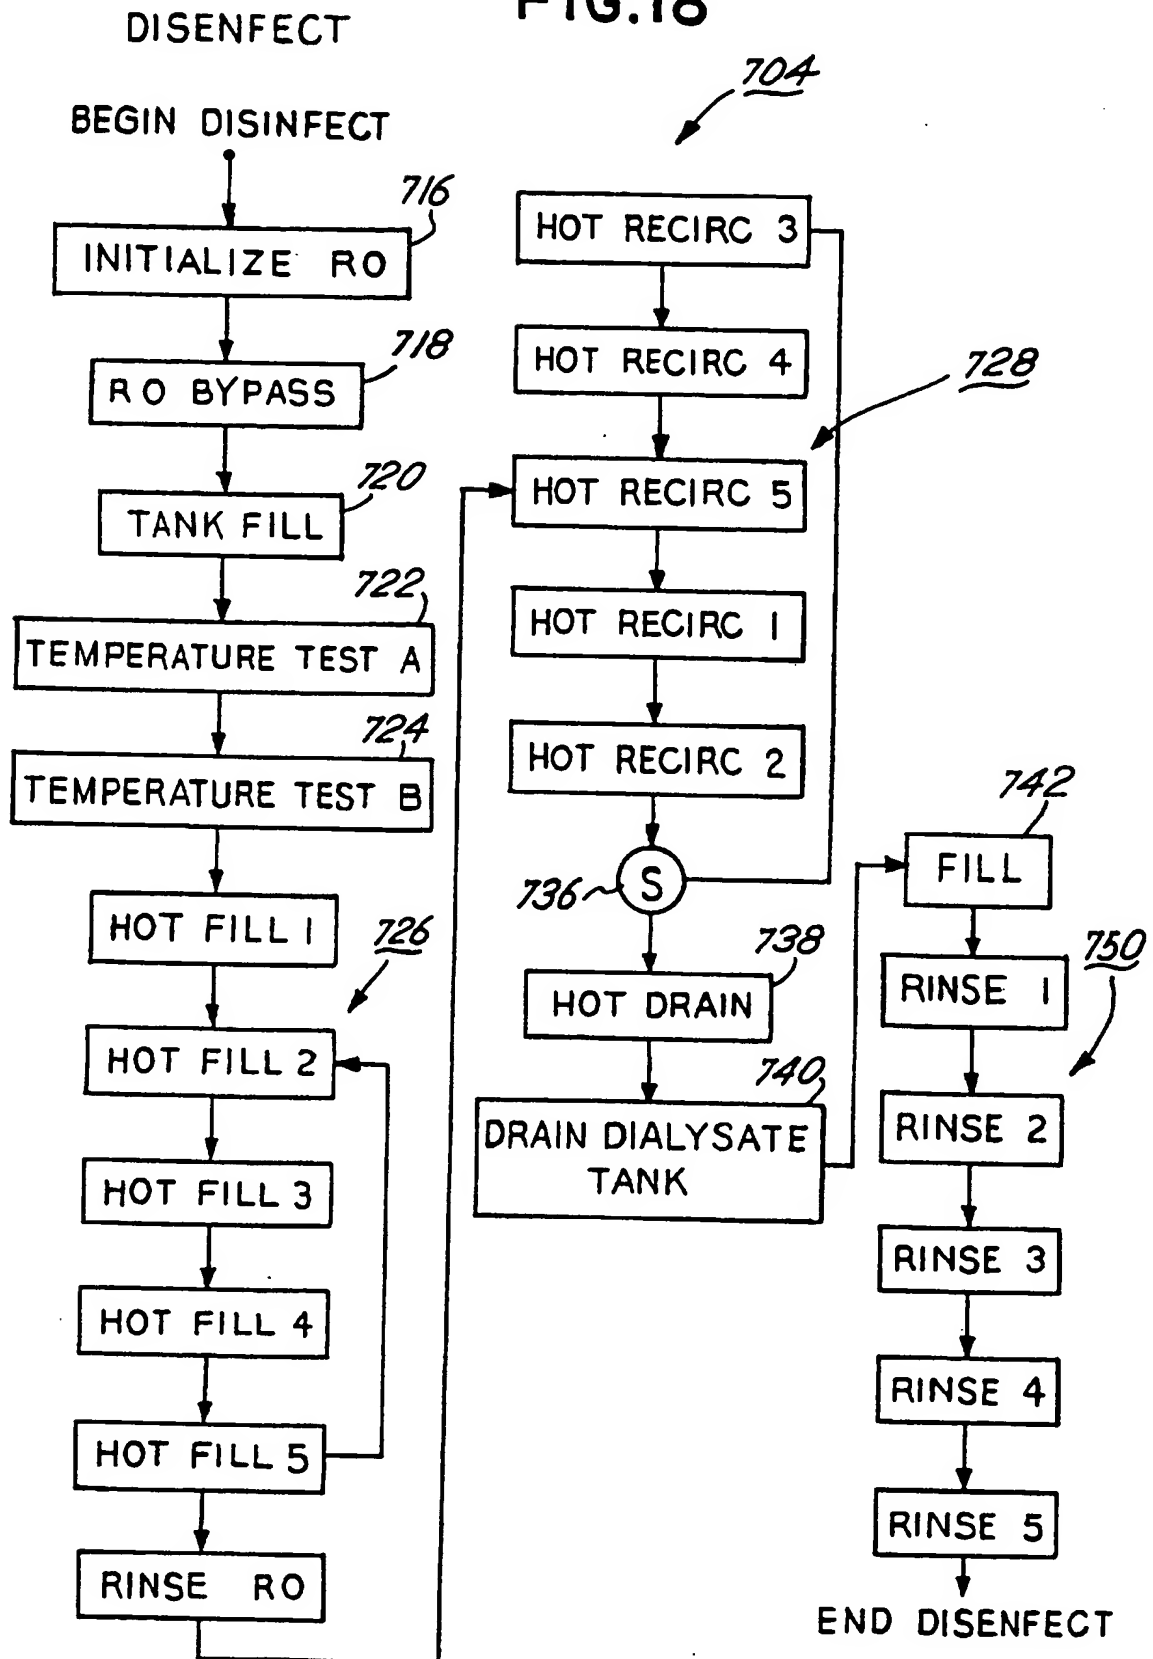 FIG.18
DISENFECT
BEGIN DISINFECT
716
INITIALIZE RO
718
RO BYPASS
720
TANK FILL
722
TEMPERATURE TEST A
724
TEMPERATURE TEST B
HOT FILL 1
726
HOT FILL 2
HOT FILL 3
HOT FILL 4
HOT FILL 5
RINSE RO
704
HOT RECIRC 3
HOT RECIRC 4
728
HOT RECIRC 5
HOT RECIRC 1
HOT RECIRC 2
736
S
738
HOT DRAIN
740
DRAIN DIALYSATE
TANK
742
FILL
750
RINSE 1
RINSE 2
RINSE 3
RINSE 4
RINSE 5
END DISENFECT